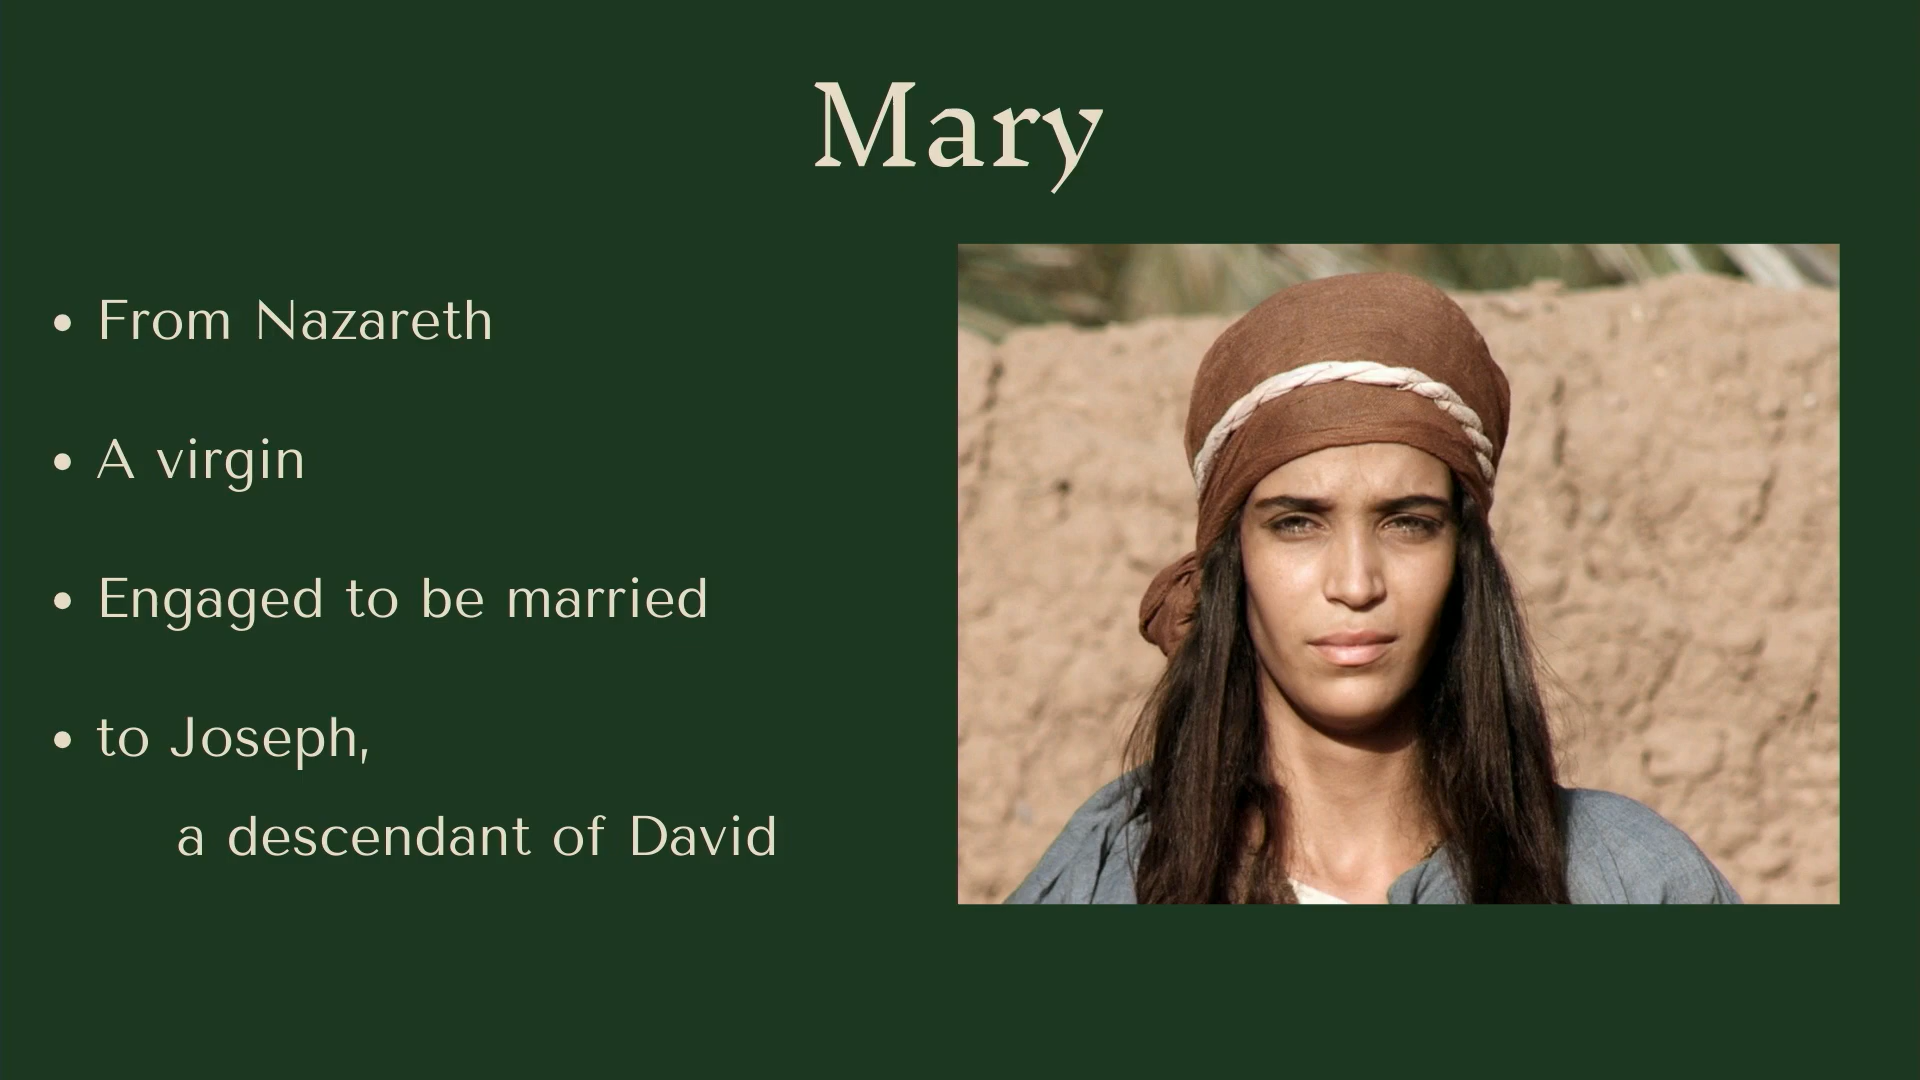 Mary
• From Nazareth
• A virgin
• Engaged to be married
• to Joseph,
a descendant of David